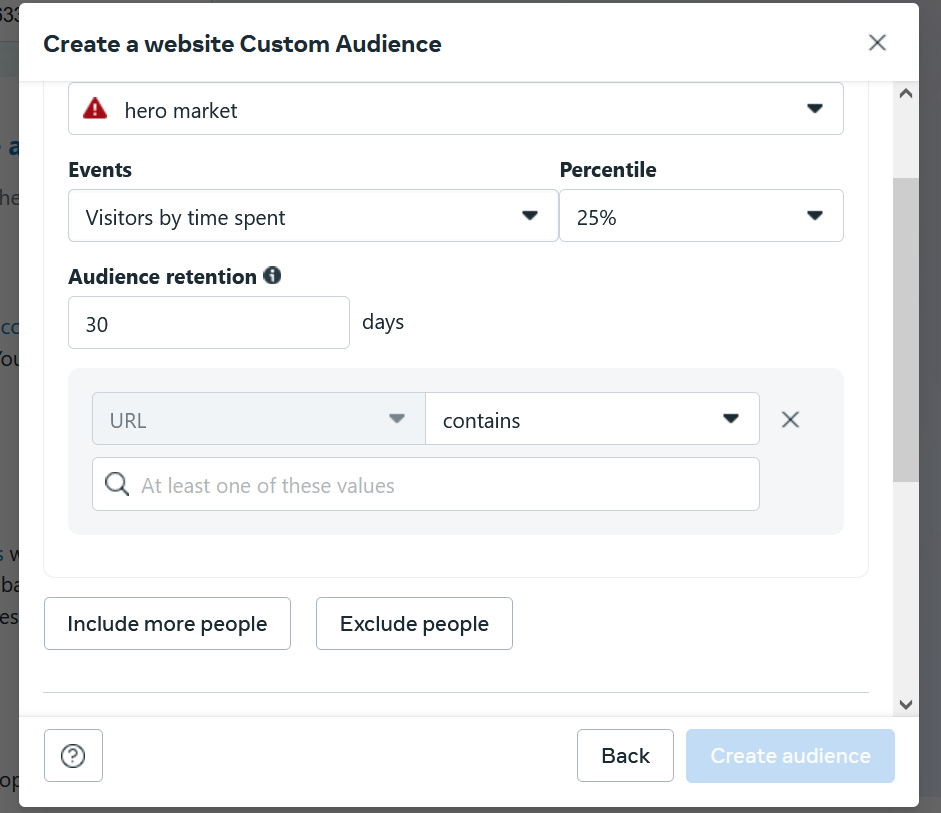 Create a website Custom Audience
hero market
Events
Percentile
Visitors by time spent
25%
Audience retention
30
days
URL
contains
At least one of these values
Include more people
Exclude people
Back
Create audience